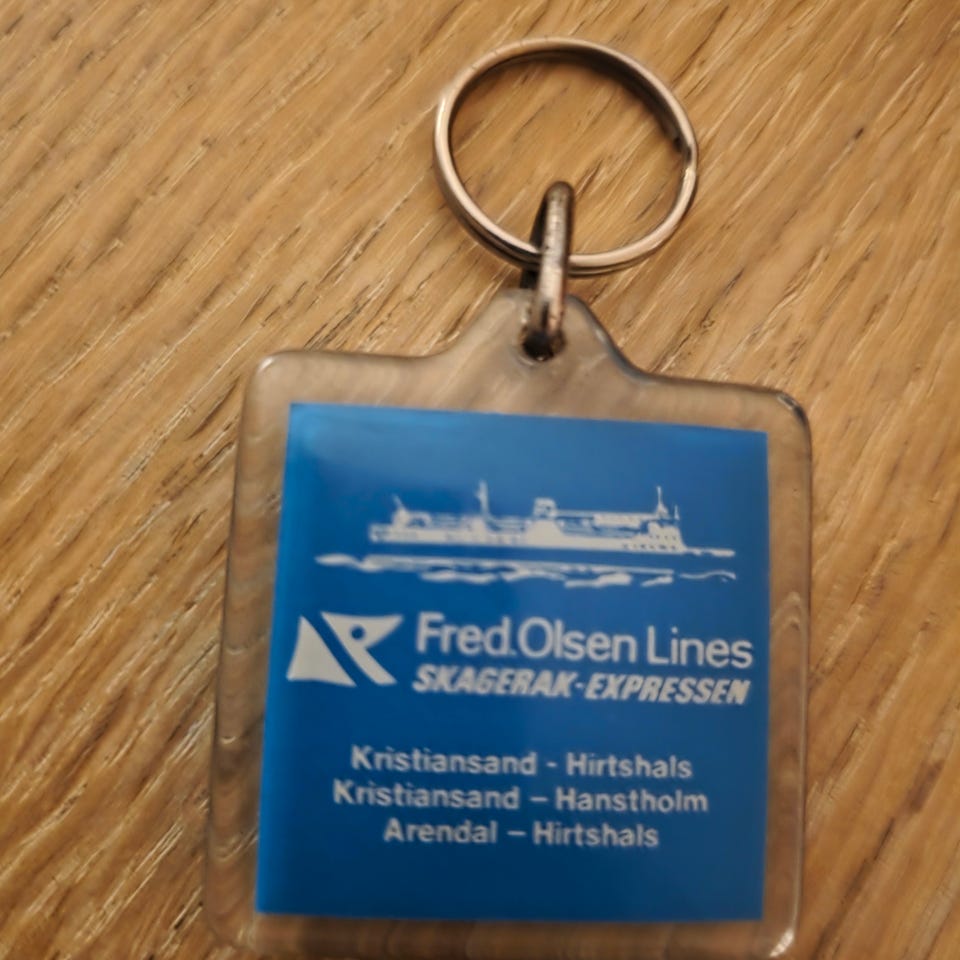 Fred.Olsen Lines
SKAGERAK-EXPRESSEN
Kristiansand - Hirtshals
Kristiansand – Hanstholm
Arendal – Hirtshals